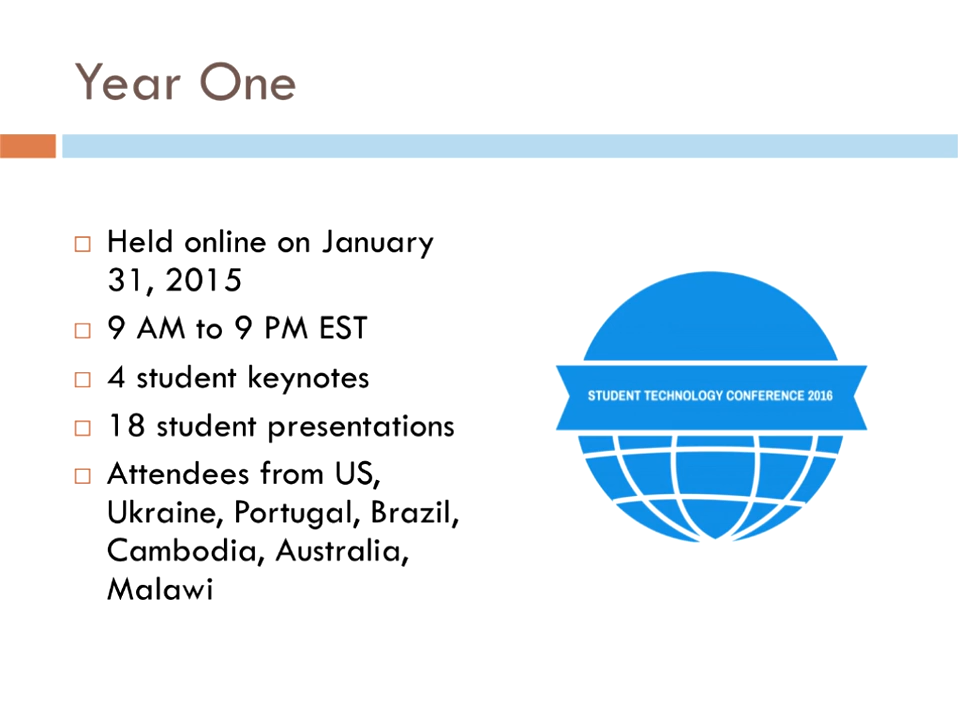 Year One
Held online on January
31, 2015
9 AM to 9 PM EST
4 student keynotes
18 student presentations
Attendees from US,
Ukraine, Portugal, Brazil,
Cambodia, Australia,
Malawi
STUDENT TECHNOLOGY CONFERENCE 2016